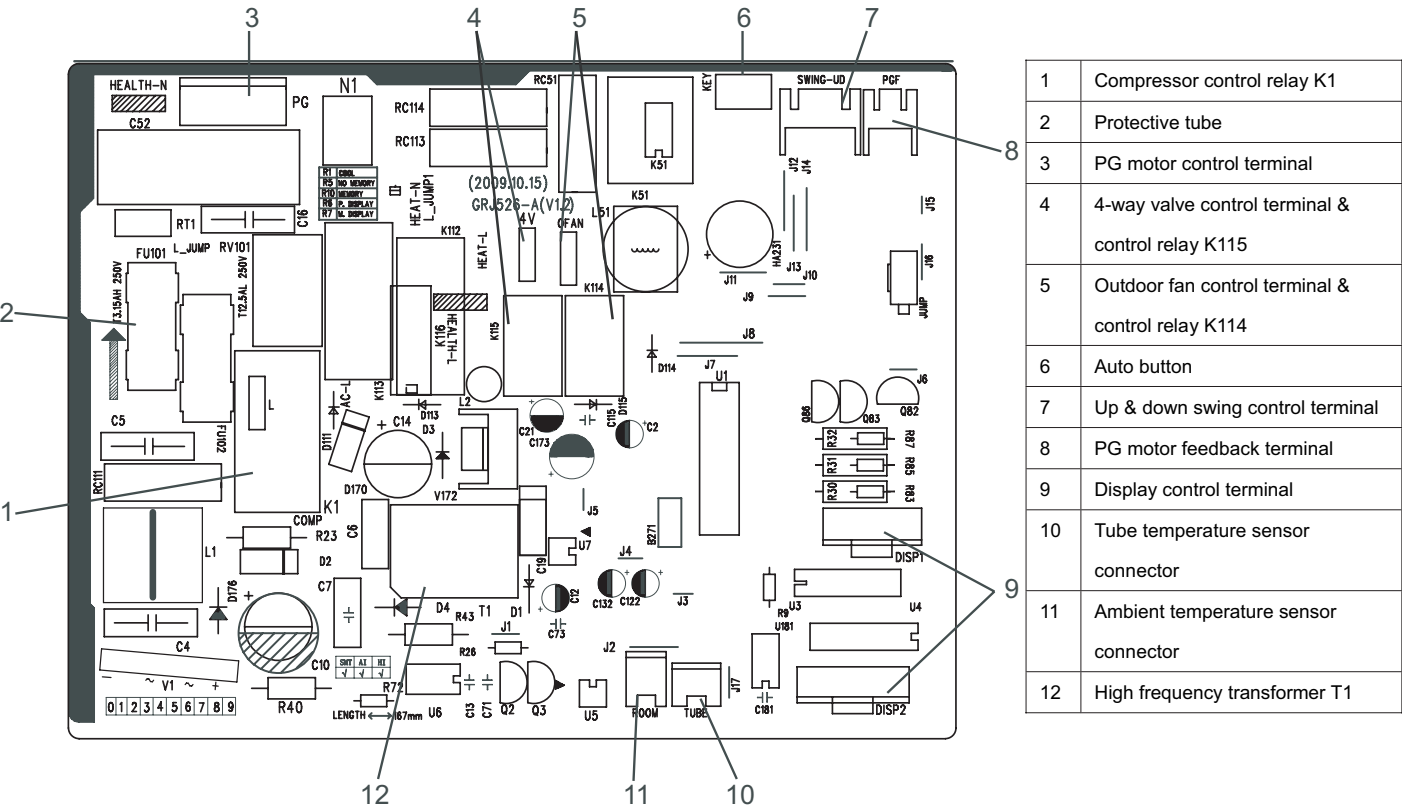 3
4
5
6
7
HEALTH-N
PG
N1
RC51
KEY
SWING-UD
PGF
C52
RC114
RC113
K51
8
J12
J14
R1 COOL
R5 NO MEMORY
R10 MEMORY
R6 P. DISPLAY
R7 M. DISPLAY
HEAT-N
L_JUMP1
(2009.10.15)
GRJ526-A(V1.2)
K51
J15
RT1
C16
4V
OFAN
L51
FU101
L_JUMP
RV101
K112
HEAT-L
HA231
J13
J10
J11
J9
J16
JUMP
T3.15AH 250V
T12.5AL 250V
K114
2
K116
HEALTH-L
K115
J8
D114
J7
U1
J6
L
AC-L
K113
D113
L2
C115
D115
Q86
Q83
Q82
C5
FU102
D111
C14
D3
C21
C173
C2
R32
R87
R31
R85
RC111
D170
V172
R30
R83
1
K1
COMP
J5
L1
R23
C6
C19
U7
B271
DISP1
D2
J4
9
D176
C7
D4
T1
D1
C12
C132
C122
J3
R9
U3
U4
R43
J1
C73
U181
C4
R26
J2
C10
SMT AI HI
√ √ √
− ~ V1 ~ +
R40
R72
U6
C13
C71
Q2
Q3
U5
ROOM
TUBE
J17
C181
DISP2
0 1 2 3 4 5 6 7 8 9
LENGTH 167mm
12
11
10
1 Compressor control relay K1
2 Protective tube
3 PG motor control terminal
4 4-way valve control terminal &
control relay K115
5 Outdoor fan control terminal &
control relay K114
6 Auto button
7 Up & down swing control terminal
8 PG motor feedback terminal
9 Display control terminal
10 Tube temperature sensor
connector
11 Ambient temperature sensor
connector
12 High frequency transformer T1